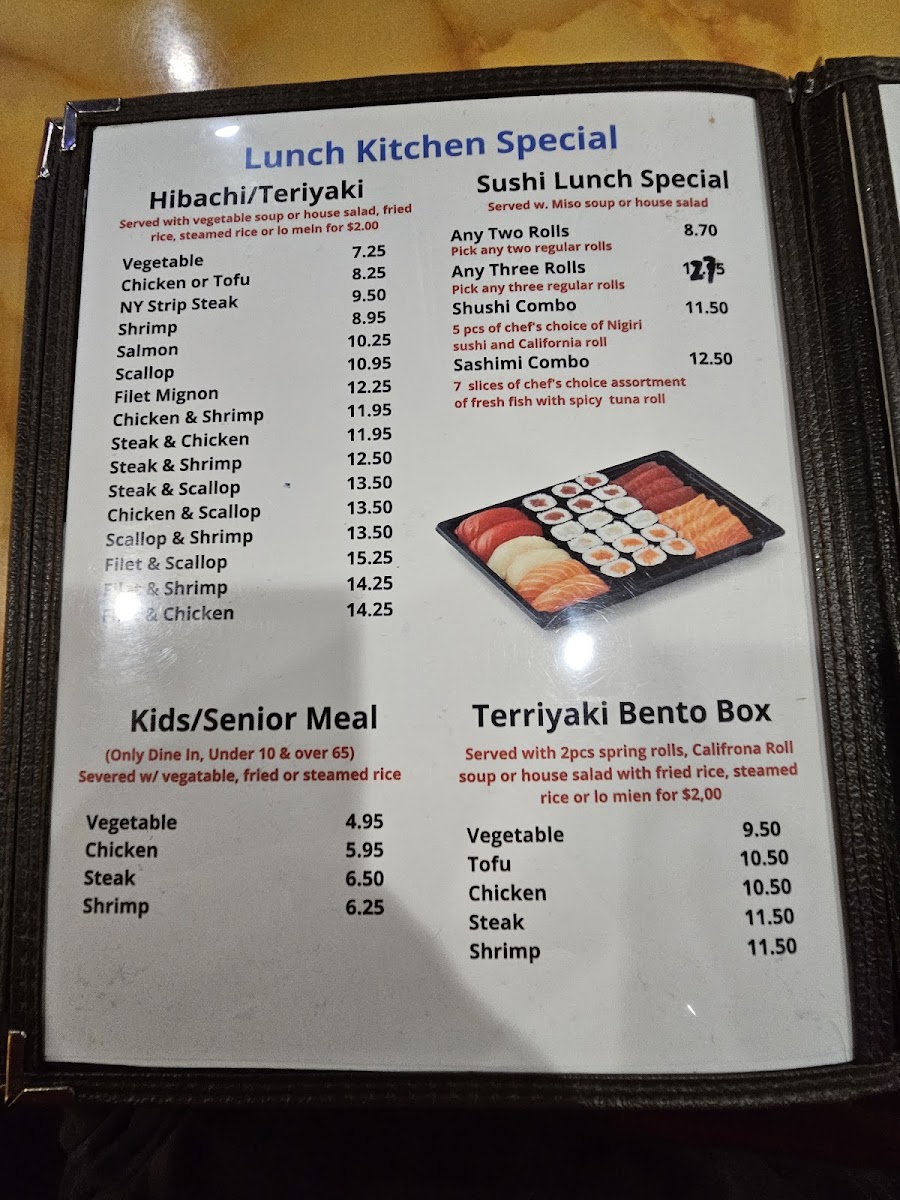 Lunch Kitchen Special
Hibachi/Teriyaki
Served with vegetable soup or house salad, fried
rice, steamed rice or lo meln for $2.00
Vegetable 7.25
Chicken or Tofu 8.25
NY Strip Steak 9.50
Shrimp 8.95
Salmon 10.25
Scallop 10.95
Filet Mignon 12.25
Chicken & Shrimp 11.95
Steak & Chicken 11.95
Steak & Shrimp 12.50
Steak & Scallop 13.50
Chicken & Scallop 13.50
Scallop & Shrimp 13.50
Filet & Scallop 15.25
Filet & Shrimp 14.25
Filet & Chicken 14.25
Sushi Lunch Special
Served w. Miso soup or house salad
Any Two Rolls 8.70
Pick any two regular rolls
Any Three Rolls
Pick any three regular rolls
Shushi Combo 11.50
5 pcs of chef's choice of Nigiri
sushi and California roll
Sashimi Combo 12.50
7 slices of chef's choice assortment
of fresh fish with spicy tuna roll
Kids/Senior Meal
(Only Dine In, Under 10 & over 65)
Severed w/ vegatable, fried or steamed rice
Vegetable 4.95
Chicken 5.95
Steak 6.50
Shrimp 6.25
Terriyaki Bento Box
Served with 2pcs spring rolls, Califrona Roll
soup or house salad with fried rice, steamed
rice or lo mien for $2,00
Vegetable 9.50
Tofu 10.50
Chicken 10.50
Steak 11.50
Shrimp 11.50